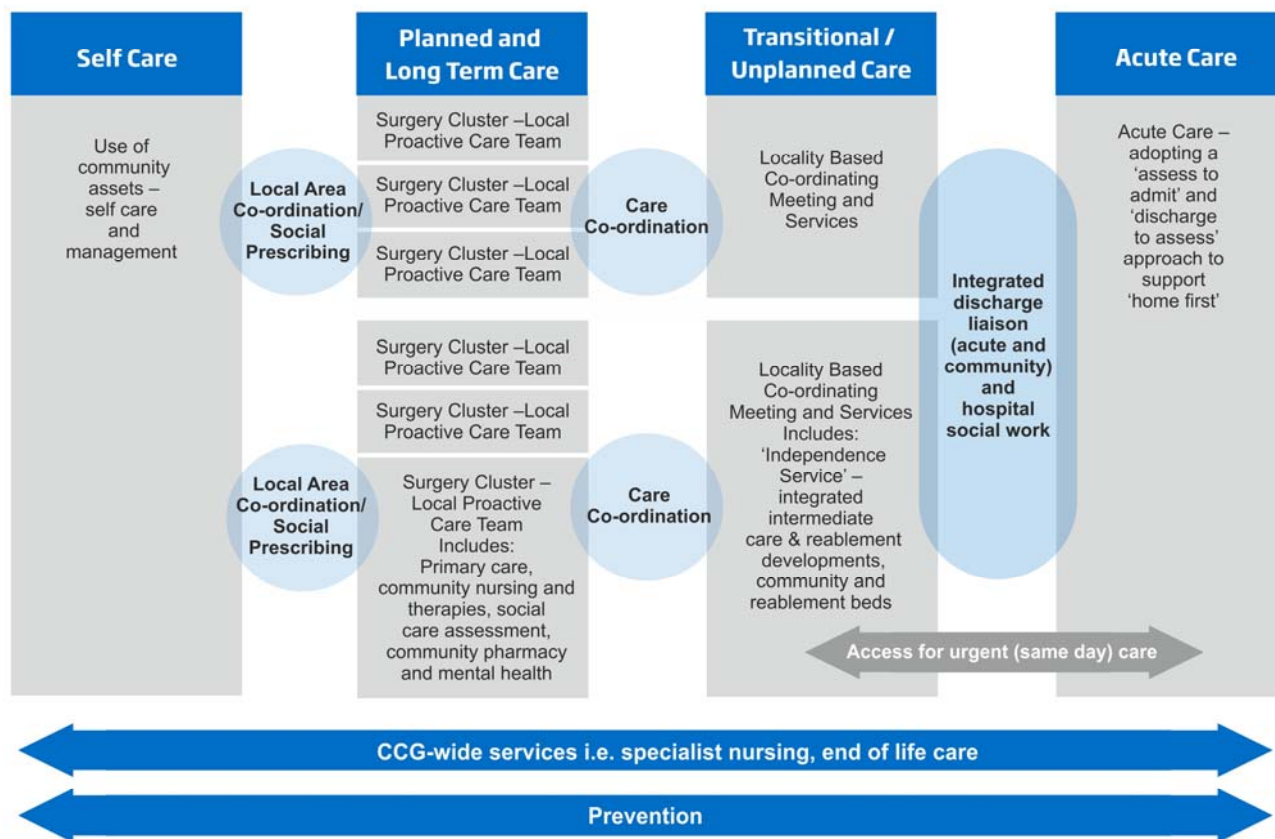 Self Care
Use of
community
assets –
self care
and
management
Local Area
Co-ordination/
Social
Prescribing
Local Area
Co-ordination/
Social
Prescribing
Planned and
Long Term Care
Surgery Cluster –Local
Proactive Care Team
Surgery Cluster –Local
Proactive Care Team
Surgery Cluster –Local
Proactive Care Team
Surgery Cluster –Local
Proactive Care Team
Surgery Cluster –Local
Proactive Care Team
Surgery Cluster –
Local Proactive
Care Team
Includes:
Primary care,
community nursing and
therapies, social
care assessment,
community pharmacy
and mental health
Care
Co-ordination
Care
Co-ordination
Transitional /
Unplanned Care
Locality Based
Co-ordinating
Meeting and
Services
Locality Based
Co-ordinating
Meeting and Services
Includes:
‘Independence
Service’ –
integrated
intermediate
care & reablement
developments,
community and
reablement beds
Integrated
discharge
liaison
(acute and
community)
and
hospital
social work
Acute Care
Acute Care –
adopting a
‘assess to
admit’ and
‘discharge
to assess’
approach to
support
‘home first’
Access for urgent (same day) care
CCG-wide services i.e. specialist nursing, end of life care
Prevention